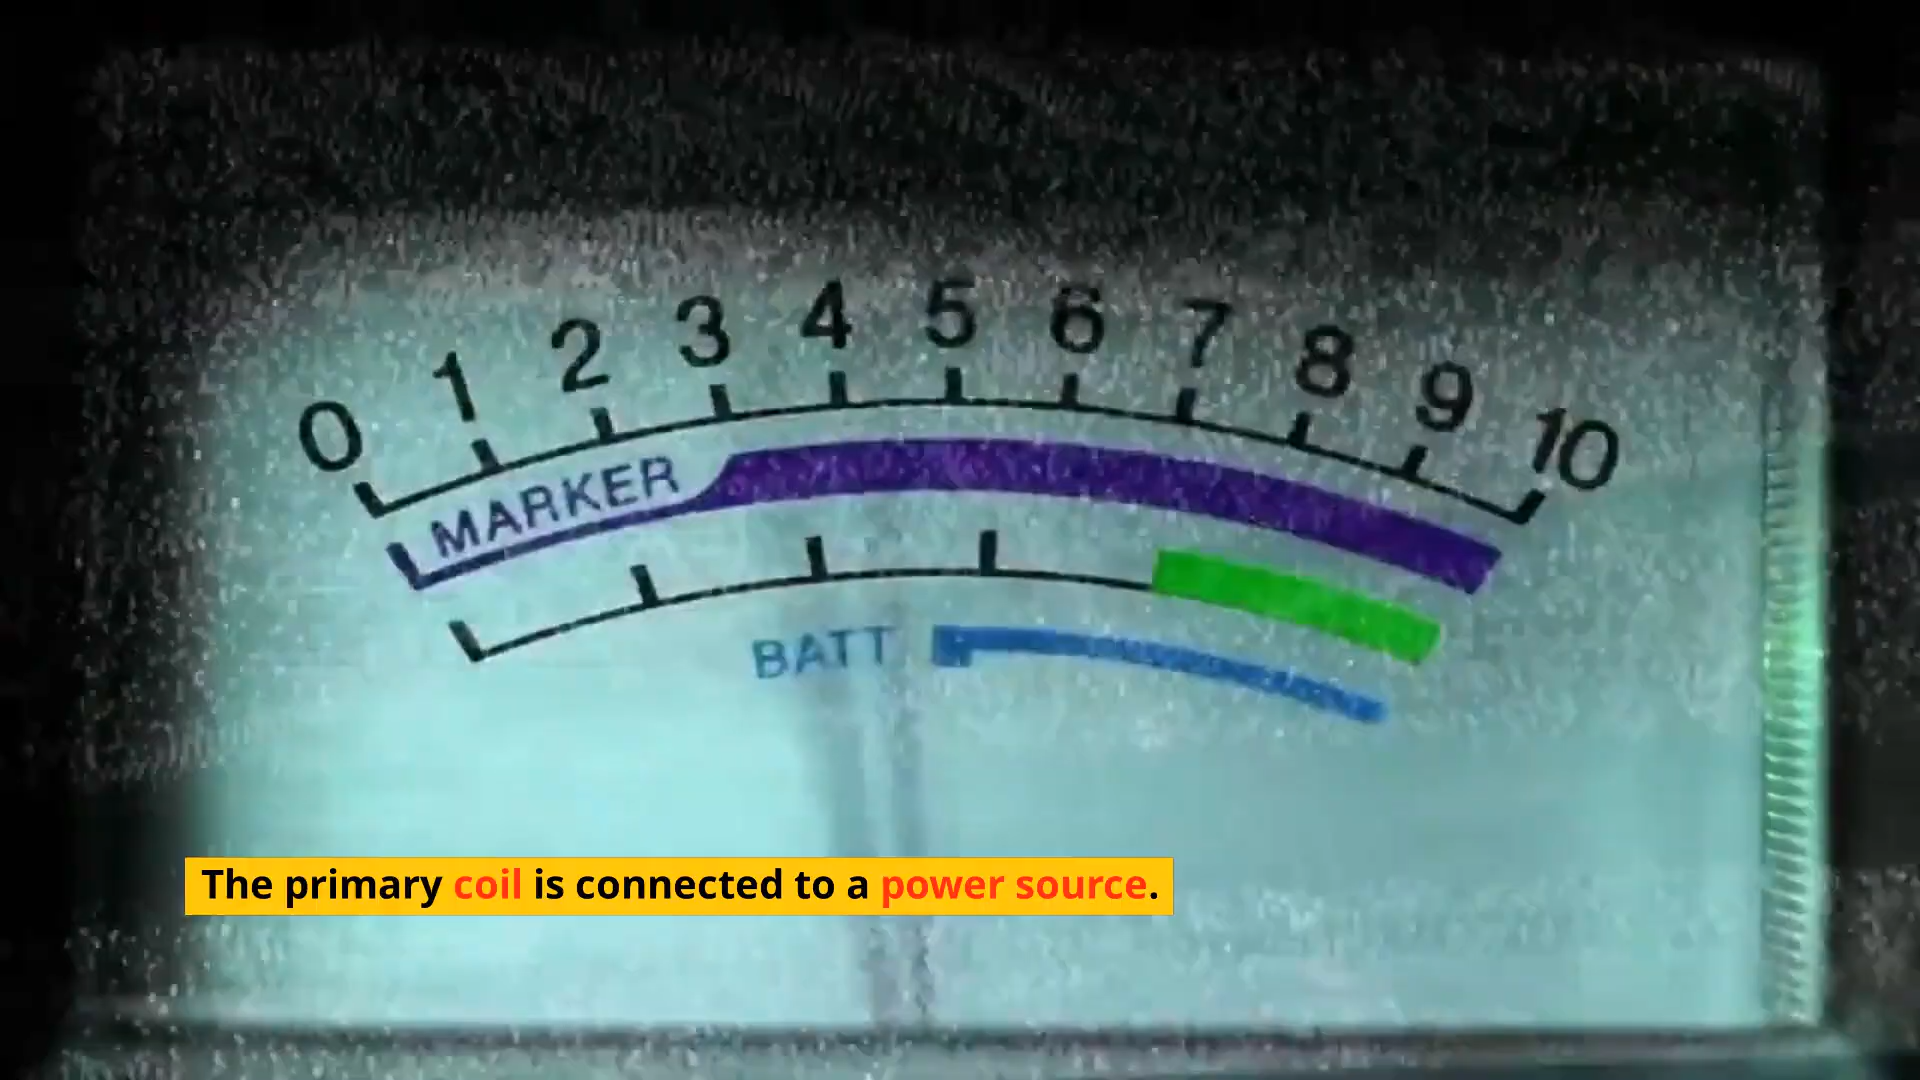 0 1 2 3 4 5 6 7 8 9 10
MARKER
BATT
The primary coil is connected to a power source.